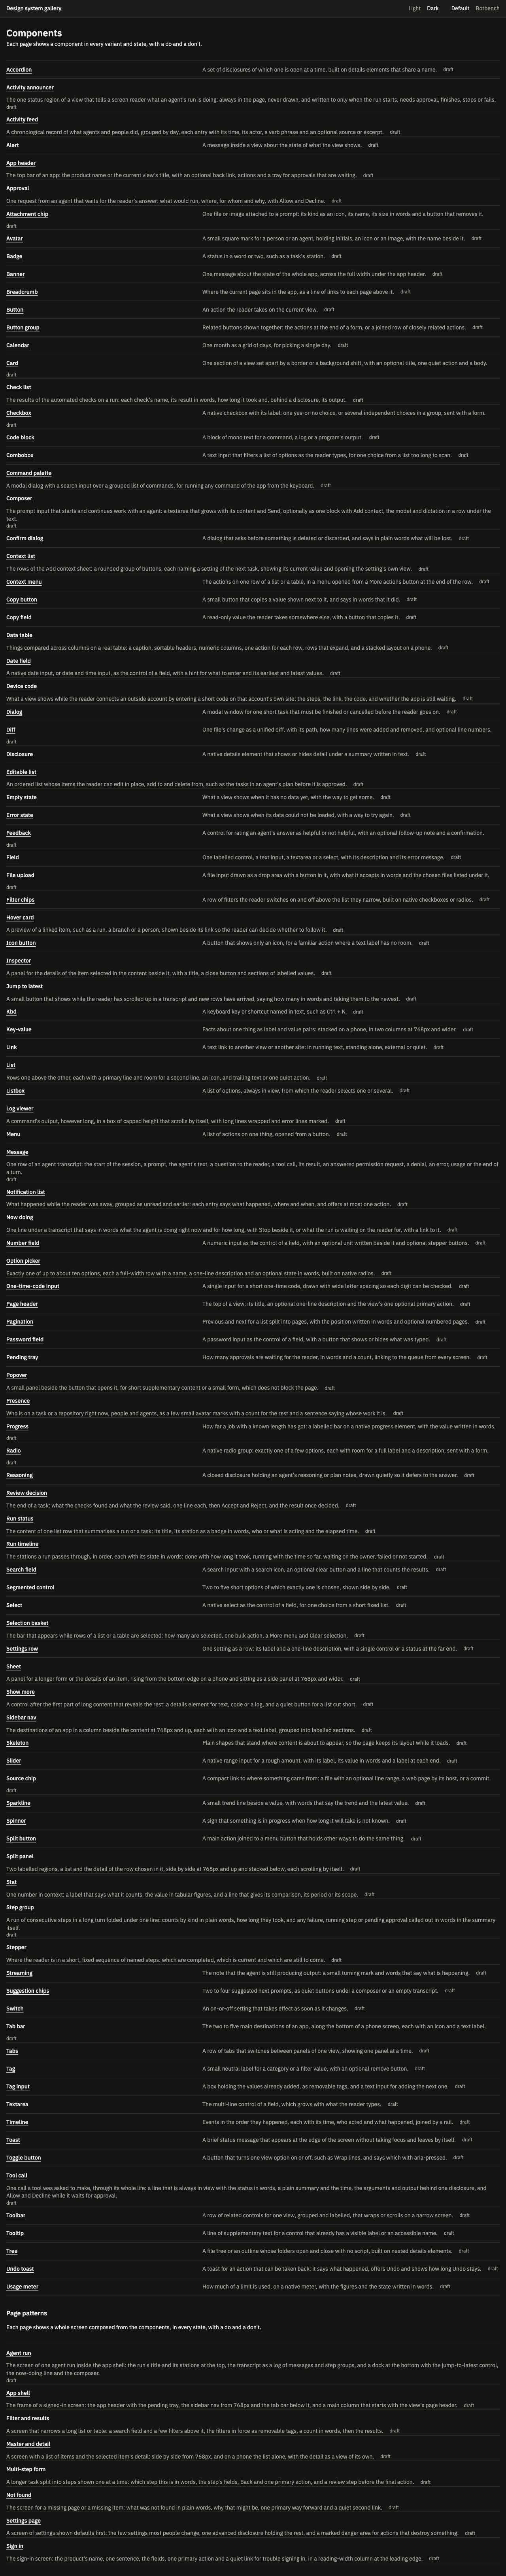 Design system gallery Light Dark Default Botbench
Components
Each page shows a component in every variant and state, with a do and a don't.
Accordion A set of disclosures of which one is open at a time, built on details elements that share a name. draft
Activity announcer
The one status region of a view that tells a screen reader what an agent's run is doing: always in the page, never drawn, and written to only when the run starts, needs approval, finishes, stops or fails.
draft
Activity feed
A chronological record of what agents and people did, grouped by day, each entry with its time, its actor, a verb phrase and an optional source or excerpt. draft
Alert A message inside a view about the state of what the view shows. draft
App header
The top bar of an app: the product name or the current view's title, with an optional back link, actions and a tray for approvals that are waiting. draft
Approval
One request from an agent that waits for the reader's answer: what would run, where, for whom and why, with Allow and Decline. draft
Attachment chip One file or image attached to a prompt: its kind as an icon, its name, its size in words and a button that removes it.
draft
Avatar A small square mark for a person or an agent, holding initials, an icon or an image, with the name beside it. draft
Badge A status in a word or two, such as a task's station. draft
Banner One message about the state of the whole app, across the full width under the app header. draft
Breadcrumb Where the current page sits in the app, as a line of links to each page above it. draft
Button An action the reader takes on the current view. draft
Button group Related buttons shown together: the actions at the end of a form, or a joined row of closely related actions. draft
Calendar One month as a grid of days, for picking a single day. draft
Card One section of a view set apart by a border or a background shift, with an optional title, one quiet action and a body.
draft
Check list
The results of the automated checks on a run: each check's name, its result in words, how long it took and, behind a disclosure, its output. draft
Checkbox A native checkbox with its label: one yes-or-no choice, or several independent choices in a group, sent with a form.
draft
Code block A block of mono text for a command, a log or a program's output. draft
Combobox A text input that filters a list of options as the reader types, for one choice from a list too long to scan. draft
Command palette
A modal dialog with a search input over a grouped list of commands, for running any command of the app from the keyboard. draft
Composer
The prompt input that starts and continues work with an agent: a textarea that grows with its content and Send, optionally as one block with Add context, the model and dictation in a row under the
text.
draft
Confirm dialog A dialog that asks before something is deleted or discarded, and says in plain words what will be lost. draft
Context list
The rows of the Add context sheet: a rounded group of buttons, each naming a setting of the next task, showing its current value and opening the setting's own view. draft
Context menu The actions on one row of a list or a table, in a menu opened from a More actions button at the end of the row. draft
Copy button A small button that copies a value shown next to it, and says in words that it did. draft
Copy field A read-only value the reader takes somewhere else, with a button that copies it. draft
Data table
Things compared across columns on a real table: a caption, sortable headers, numeric columns, one action for each row, rows that expand, and a stacked layout on a phone. draft
Date field
A native date input, or date and time input, as the control of a field, with a hint for what to enter and its earliest and latest values. draft
Device code
What a view shows while the reader connects an outside account by entering a short code on that account's own site: the steps, the link, the code, and whether the app is still waiting. draft
Dialog A modal window for one short task that must be finished or cancelled before the reader goes on. draft
Diff One file's change as a unified diff, with its path, how many lines were added and removed, and optional line numbers.
draft
Disclosure A native details element that shows or hides detail under a summary written in text. draft
Editable list
An ordered list whose items the reader can edit in place, add to and delete from, such as the tasks in an agent's plan before it is approved. draft
Empty state What a view shows when it has no data yet, with the way to get some. draft
Error state What a view shows when its data could not be loaded, with a way to try again. draft
Feedback A control for rating an agent's answer as helpful or not helpful, with an optional follow-up note and a confirmation.
draft
Field One labelled control, a text input, a textarea or a select, with its description and its error message. draft
File upload A file input drawn as a drop area with a button in it, with what it accepts in words and the chosen files listed under it.
draft
Filter chips A row of filters the reader switches on and off above the list they narrow, built on native checkboxes or radios. draft
Hover card
A preview of a linked item, such as a run, a branch or a person, shown beside its link so the reader can decide whether to follow it. draft
Icon button A button that shows only an icon, for a familiar action where a text label has no room. draft
Inspector
A panel for the details of the item selected in the content beside it, with a title, a close button and sections of labelled values. draft
Jump to latest
A small button that shows while the reader has scrolled up in a transcript and new rows have arrived, saying how many in words and taking them to the newest. draft
Kbd A keyboard key or shortcut named in text, such as Ctrl + K. draft
Key-value Facts about one thing as label and value pairs: stacked on a phone, in two columns at 768px and wider. draft
Link A text link to another view or another site: in running text, standing alone, external or quiet. draft
List
Rows one above the other, each with a primary line and room for a second line, an icon, and trailing text or one quiet action. draft
Listbox A list of options, always in view, from which the reader selects one or several. draft
Log viewer
A command's output, however long, in a box of capped height that scrolls by itself, with long lines wrapped and error lines marked. draft
Menu A list of actions on one thing, opened from a button. draft
Message
One row of an agent transcript: the start of the session, a prompt, the agent's text, a question to the reader, a tool call, its result, an answered permission request, a denial, an error, usage or the end of
a turn.
draft
Notification list
What happened while the reader was away, grouped as unread and earlier: each entry says what happened, where and when, and offers at most one action. draft
Now doing
One line under a transcript that says in words what the agent is doing right now and for how long, with Stop beside it, or what the run is waiting on the reader for, with a link to it. draft
Number field A numeric input as the control of a field, with an optional unit written beside it and optional stepper buttons. draft
Option picker
Exactly one of up to about ten options, each a full-width row with a name, a one-line description and an optional state in words, built on native radios. draft
One-time-code input A single input for a short one-time code, drawn with wide letter spacing so each digit can be checked. draft
Page header The top of a view: its title, an optional one-line description and the view's one optional primary action. draft
Pagination Previous and next for a list split into pages, with the position written in words and optional numbered pages. draft
Password field A password input as the control of a field, with a button that shows or hides what was typed. draft
Pending tray How many approvals are waiting for the reader, in words and a count, linking to the queue from every screen. draft
Popover
A small panel beside the button that opens it, for short supplementary content or a small form, which does not block the page. draft
Presence
Who is on a task or a repository right now, people and agents, as a few small avatar marks with a count for the rest and a sentence saying whose work it is. draft
Progress How far a job with a known length has got: a labelled bar on a native progress element, with the value written in words.
draft
Radio A native radio group: exactly one of a few options, each with room for a full label and a description, sent with a form.
draft
Reasoning A closed disclosure holding an agent's reasoning or plan notes, drawn quietly so it defers to the answer. draft
Review decision
The end of a task: what the checks found and what the review said, one line each, then Accept and Reject, and the result once decided. draft
Run status
The content of one list row that summarises a run or a task: its title, its station as a badge in words, who or what is acting and the elapsed time. draft
Run timeline
The stations a run passes through, in order, each with its state in words: done with how long it took, running with the time so far, waiting on the owner, failed or not started. draft
Search field A search input with a search icon, an optional clear button and a line that counts the results. draft
Segmented control Two to five short options of which exactly one is chosen, shown side by side. draft
Select A native select as the control of a field, for one choice from a short fixed list. draft
Selection basket
The bar that appears while rows of a list or a table are selected: how many are selected, one bulk action, a More menu and Clear selection. draft
Settings row One setting as a row: its label and a one-line description, with a single control or a status at the far end. draft
Sheet
A panel for a longer form or the details of an item, rising from the bottom edge on a phone and sitting as a side panel at 768px and wider. draft
Show more
A control after the first part of long content that reveals the rest: a details element for text, code or a log, and a quiet button for a list cut short. draft
Sidebar nav
The destinations of an app in a column beside the content at 768px and up, each with an icon and a text label, grouped into labelled sections. draft
Skeleton Plain shapes that stand where content is about to appear, so the page keeps its layout while it loads. draft
Slider A native range input for a rough amount, with its label, its value in words and a label at each end. draft
Source chip A compact link to where something came from: a file with an optional line range, a web page by its host, or a commit.
draft
Sparkline A small trend line beside a value, with words that say the trend and the latest value. draft
Spinner A sign that something is in progress when how long it will take is not known. draft
Split button A main action joined to a menu button that holds other ways to do the same thing. draft
Split panel
Two labelled regions, a list and the detail of the row chosen in it, side by side at 768px and up and stacked below, each scrolling by itself. draft
Stat
One number in context: a label that says what it counts, the value in tabular figures, and a line that gives its comparison, its period or its scope. draft
Step group
A run of consecutive steps in a long turn folded under one line: counts by kind in plain words, how long they took, and any failure, running step or pending approval called out in words in the summary
itself.
draft
Stepper
Where the reader is in a short, fixed sequence of named steps: which are completed, which is current and which are still to come. draft
Streaming The note that the agent is still producing output: a small turning mark and words that say what is happening. draft
Suggestion chips Two to four suggested next prompts, as quiet buttons under a composer or an empty transcript. draft
Switch An on-or-off setting that takes effect as soon as it changes. draft
Tab bar The two to five main destinations of an app, along the bottom of a phone screen, each with an icon and a text label.
draft
Tabs A row of tabs that switches between panels of one view, showing one panel at a time. draft
Tag A small neutral label for a category or a filter value, with an optional remove button. draft
Tag input A box holding the values already added, as removable tags, and a text input for adding the next one. draft
Textarea The multi-line control of a field, which grows with what the reader types. draft
Timeline Events in the order they happened, each with its time, who acted and what happened, joined by a rail. draft
Toast A brief status message that appears at the edge of the screen without taking focus and leaves by itself. draft
Toggle button A button that turns one view option on or off, such as Wrap lines, and says which with aria-pressed. draft
Tool call
One call a tool was asked to make, through its whole life: a line that is always in view with the status in words, a plain summary and the time, the arguments and output behind one disclosure, and
Allow and Decline while it waits for approval.
draft
Toolbar A row of related controls for one view, grouped and labelled, that wraps or scrolls on a narrow screen. draft
Tooltip A line of supplementary text for a control that already has a visible label or an accessible name. draft
Tree A file tree or an outline whose folders open and close with no script, built on nested details elements. draft
Undo toast A toast for an action that can be taken back: it says what happened, offers Undo and shows how long Undo stays. draft
Usage meter How much of a limit is used, on a native meter, with the figures and the state written in words. draft
Page patterns
Each page shows a whole screen composed from the components, in every state, with a do and a don't.
Agent run
The screen of one agent run inside the app shell: the run's title and its stations at the top, the transcript as a log of messages and step groups, and a dock at the bottom with the jump-to-latest control,
the now-doing line and the composer.
draft
App shell
The frame of a signed-in screen: the app header with the pending tray, the sidebar nav from 768px and the tab bar below it, and a main column that starts with the view's page header. draft
Filter and results
A screen that narrows a long list or table: a search field and a few filters above it, the filters in force as removable tags, a count in words, then the results. draft
Master and detail
A screen with a list of items and the selected item's detail: side by side from 768px, and on a phone the list alone, with the detail as a view of its own. draft
Multi-step form
A longer task split into steps shown one at a time: which step this is in words, the step's fields, Back and one primary action, and a review step before the final action. draft
Not found
The screen for a missing page or a missing item: what was not found in plain words, why that might be, one primary way forward and a quiet second link. draft
Settings page
A screen of settings shown defaults first: the few settings most people change, one advanced disclosure holding the rest, and a marked danger area for actions that destroy something. draft
Sign in
The sign-in screen: the product's name, one sentence, the fields, one primary action and a quiet link for trouble signing in, in a reading-width column at the leading edge. draft